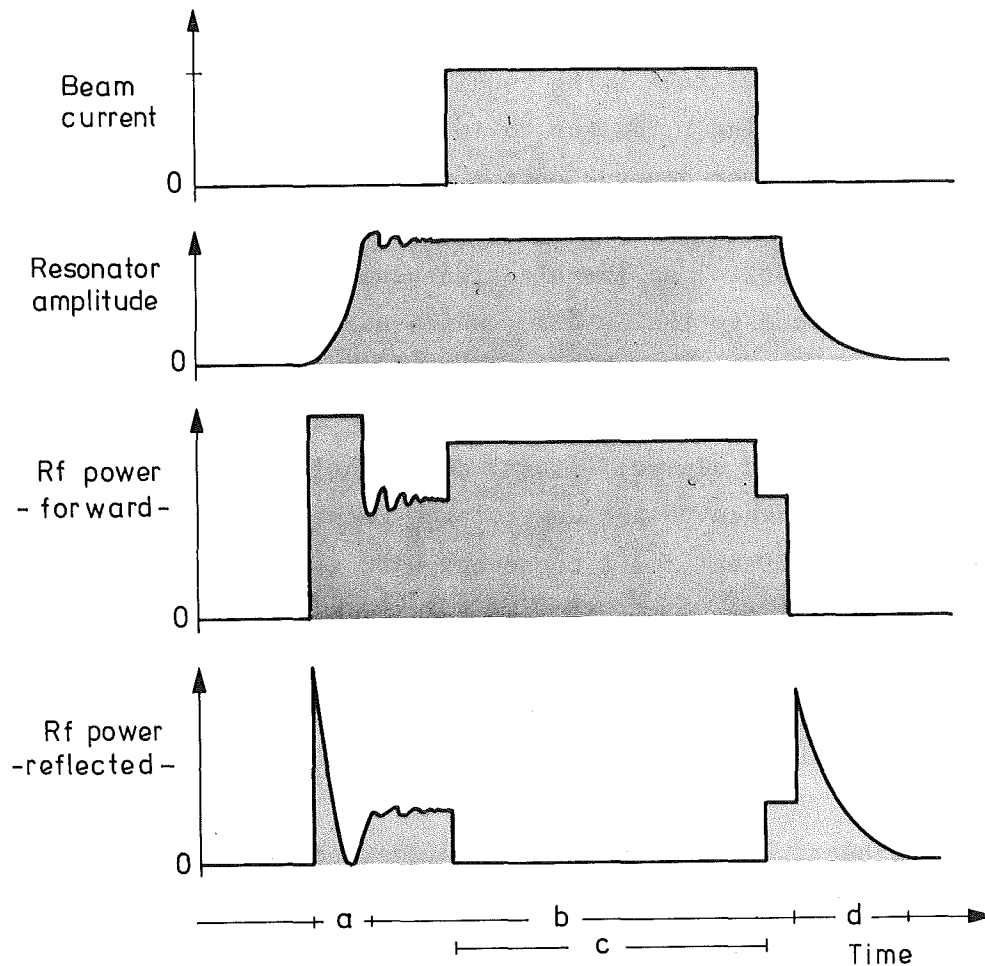 Beam
current
0
Resonator
amplitude
0
Rf power
- forward -
0
Rf power
-reflected-
0
a
b
d
c
Time